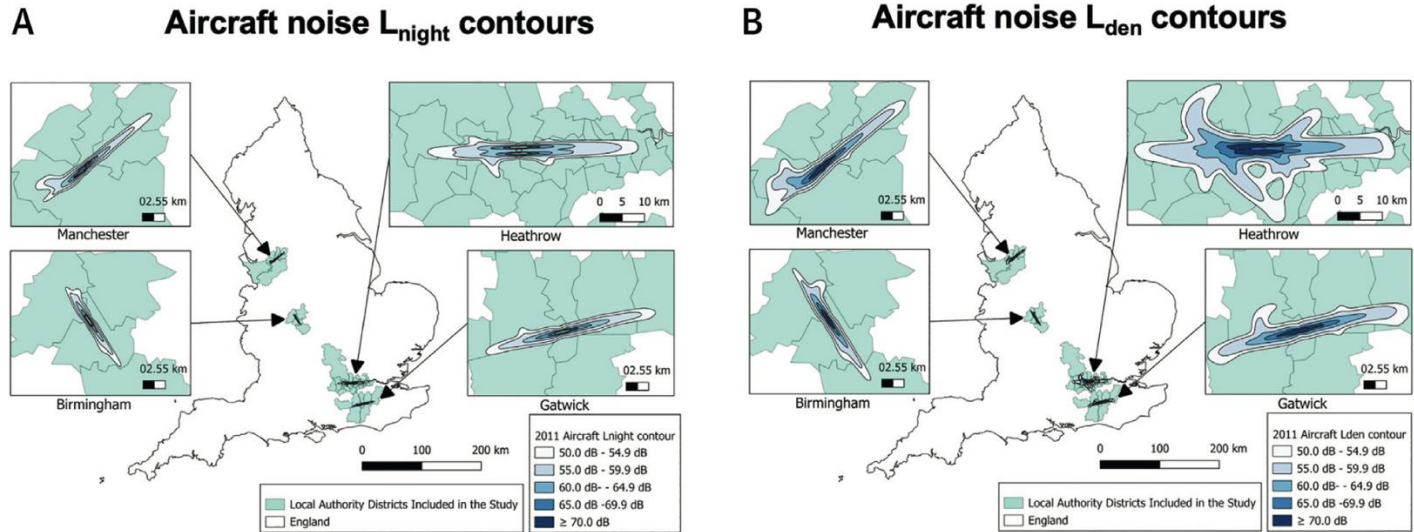 A
Aircraft noise Lnight contours
02.55 km
Manchester
0 5 10 km
Heathrow
02.55 km
Birmingham
02.55 km
Gatwick
0 100 200 km
2011 Aircraft Lnight contour
50.0 dB - 54.9 dB
55.0 dB - 59.9 dB
60.0 dB- - 64.9 dB
65.0 dB -69.9 dB
≥ 70.0 dB
Local Authority Districts Included in the Study
England
B
Aircraft noise Lden contours
02.55 km
Manchester
0 5 10 km
Heathrow
02.55 km
Birmingham
02.55 km
Gatwick
0 100 200 km
2011 Aircraft Lden contour
50.0 dB - 54.9 dB
55.0 dB - 59.9 dB
60.0 dB- - 64.9 dB
65.0 dB -69.9 dB
≥ 70.0 dB
Local Authority Districts Included in the Study
England